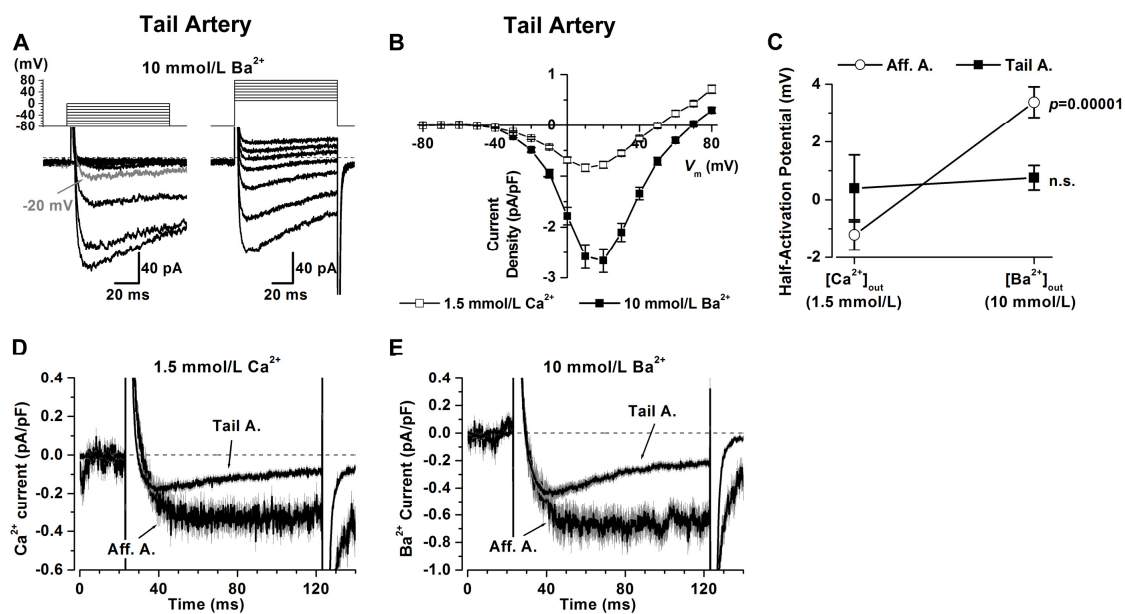 Tail Artery
A
(mV)
10 mmol/L Ba²⁺
80
40
0
-40
-80
-20 mV
40 pA
20 ms
40 pA
20 ms
Tail Artery
B
1
0
-1
-2
-3
-80
-40
40
80
Vm (mV)
Current
Density (pA/pF)
1.5 mmol/L Ca²⁺
10 mmol/L Ba²⁺
C
Aff. A.
Tail A.
Half-Activation Potential (mV)
4
2
0
-2
p=0.00001
n.s.
[Ca²⁺]out
(1.5 mmol/L)
[Ba²⁺]out
(10 mmol/L)
D
1.5 mmol/L Ca²⁺
Ca²⁺ current (pA/pF)
0.4
0.2
0.0
-0.2
-0.4
-0.6
Tail A.
Aff. A.
0
40
80
120
Time (ms)
E
10 mmol/L Ba²⁺
Ba²⁺ Current (pA/pF)
0.4
0.2
0.0
-0.2
-0.4
-0.6
-0.8
-1.0
Tail A.
Aff. A.
0
40
80
120
Time (ms)